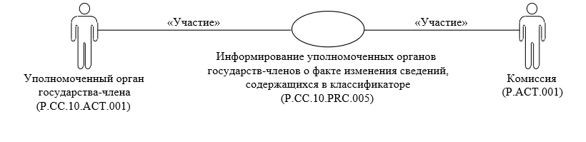 «Участие»
«Участие»
Информирование уполномоченных органов
государств-членов о факте изменения сведений,
содержащихся в классификаторе
(P.CC.10.PRC.005)
Уполномоченный орган
государства-члена
(P.CC.10.ACT.001)
Комиссия
(P.ACT.001)